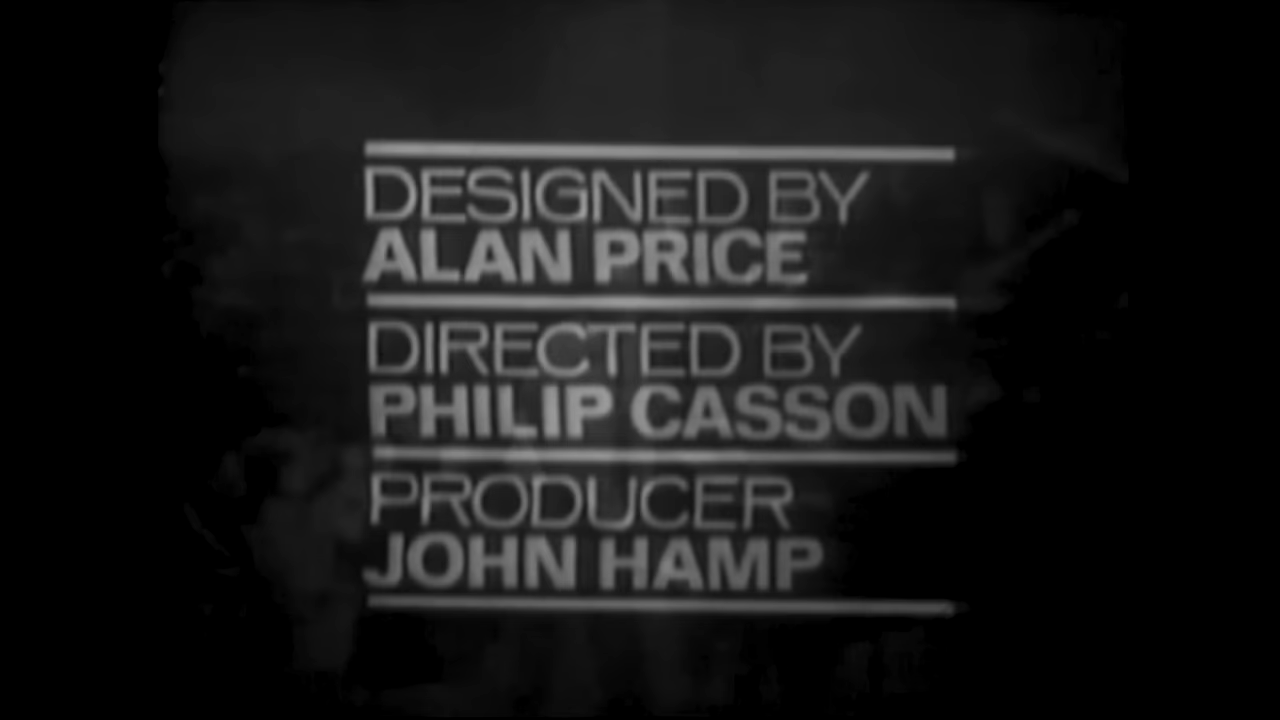 DESIGNED BY
ALAN PRICE
DIRECTED BY
PHILIP CASSON
PRODUCER
JOHN HAMP